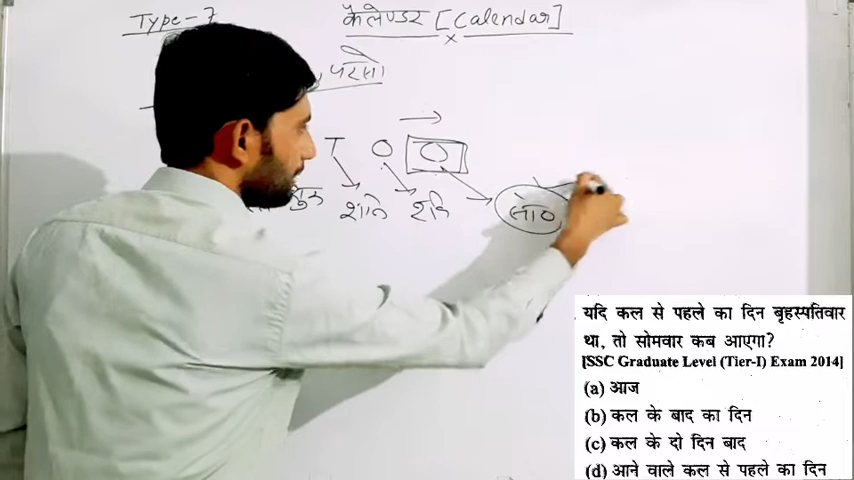 Type-7
कैलेण्डर [Calendar]
परसो
T O O
शनि रवि सोम
यदि कल से पहले का दिन बृहस्पतिवार
था, तो सोमवार कब आएगा?
[SSC Graduate Level (Tier-I) Exam 2014]
(a) आज
(b) कल के बाद का दिन
(c) कल के दो दिन बाद
(d) आने वाले कल से पहले का दिन